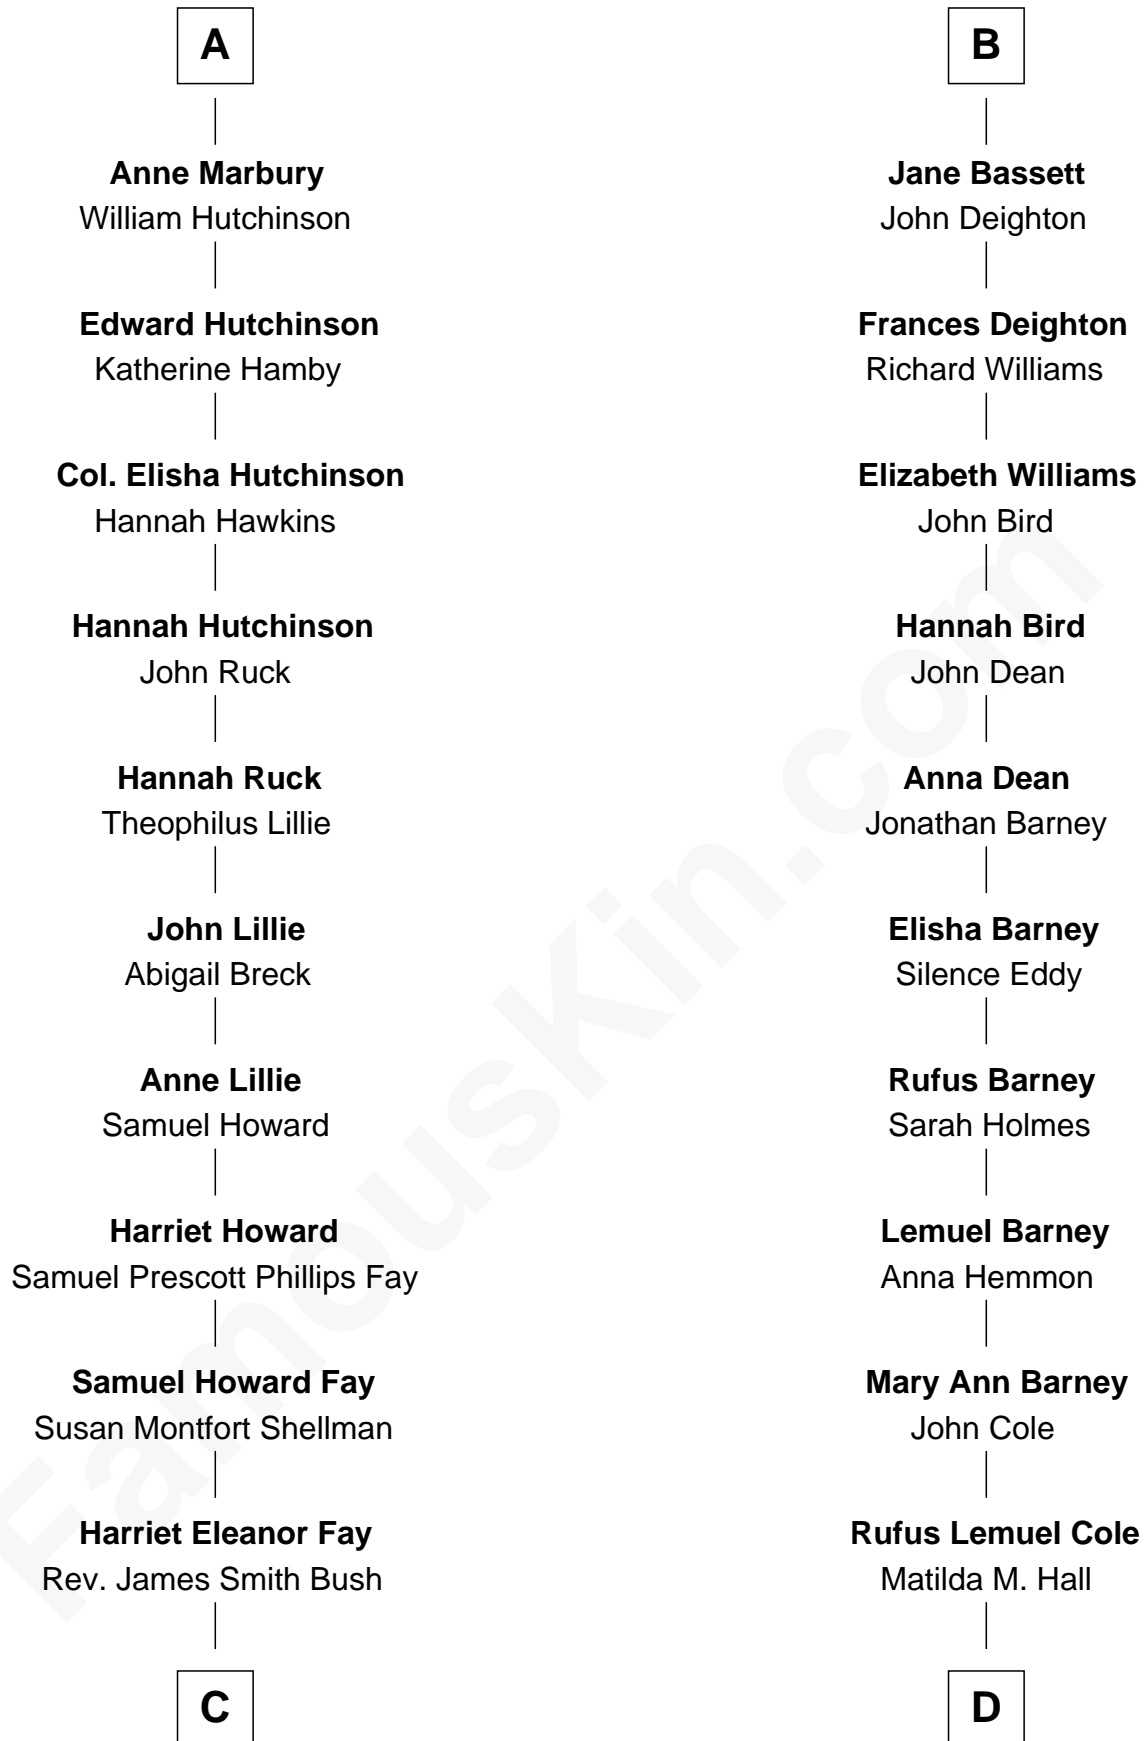 A
Anne Marbury
William Hutchinson
Edward Hutchinson
Katherine Hamby
Col. Elisha Hutchinson
Hannah Hawkins
Hannah Hutchinson
John Ruck
Hannah Ruck
Theophilus Lillie
John Lillie
Abigail Breck
Anne Lillie
Samuel Howard
Harriet Howard
Samuel Prescott Phillips Fay
Samuel Howard Fay
Susan Montfort Shellman
Harriet Eleanor Fay
Rev. James Smith Bush
C
B
Jane Bassett
John Deighton
Frances Deighton
Richard Williams
Elizabeth Williams
John Bird
Hannah Bird
John Dean
Anna Dean
Jonathan Barney
Elisha Barney
Silence Eddy
Rufus Barney
Sarah Holmes
Lemuel Barney
Anna Hemmon
Mary Ann Barney
John Cole
Rufus Lemuel Cole
Matilda M. Hall
D
FamousKin.com